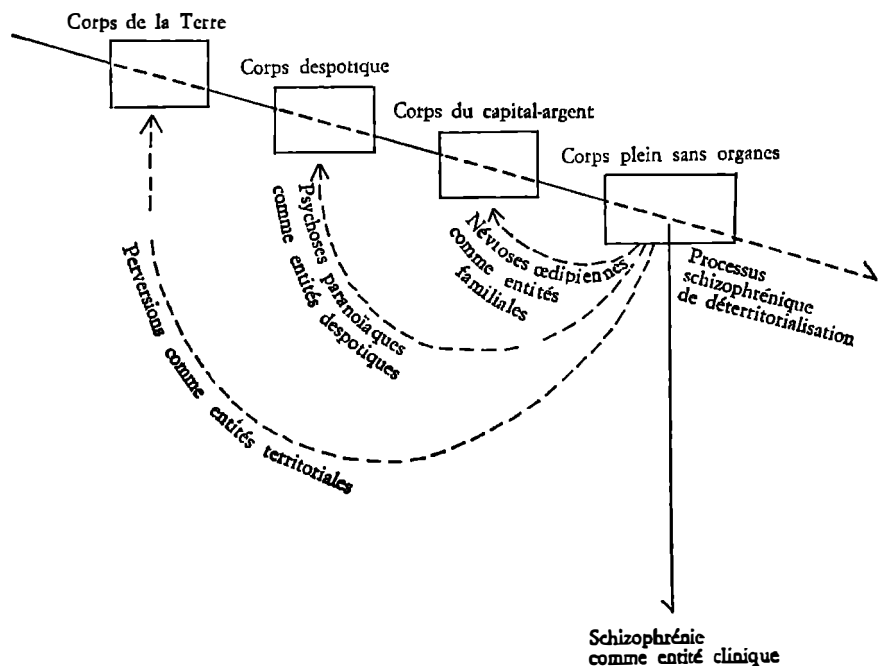 Corps de la Terre
Corps despotique
Corps du capital-argent
Corps plein sans organes
Perversions comme entités territoriales
Psychoses paranoïaques
comme entités despotiques
Névroses œdipiennes
comme entités
familiales
Processus
schizophrénique
de déterritorialisation
Schizophrénie
comme entité clinique